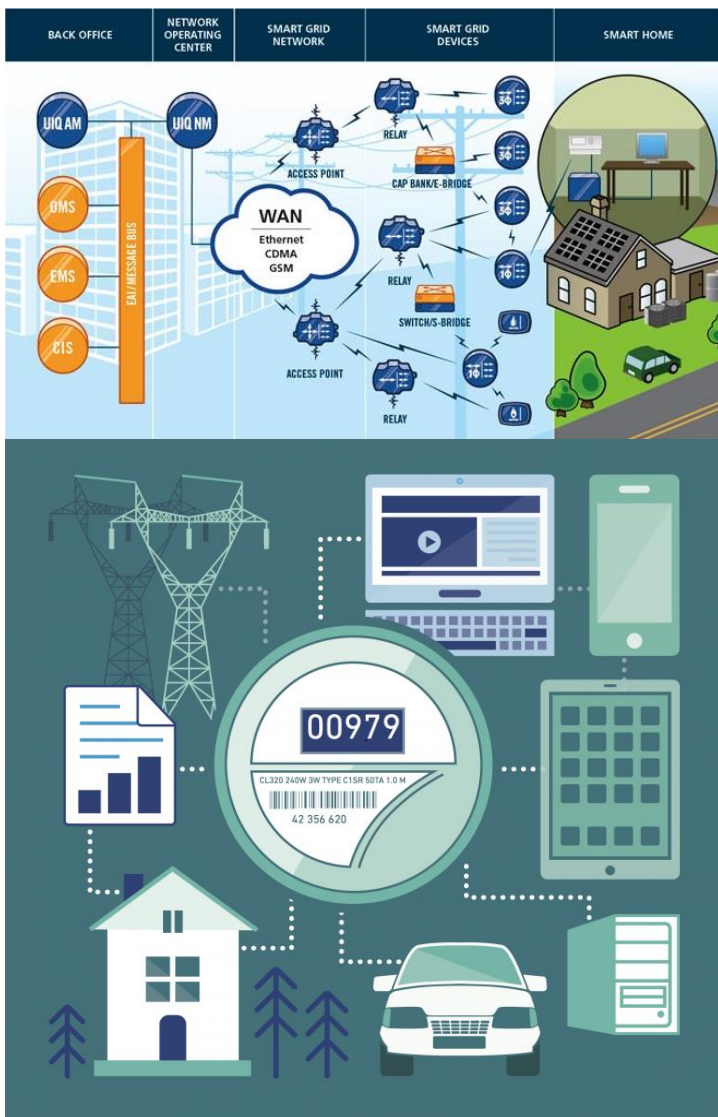 BACK OFFICE
NETWORK
OPERATING
CENTER
SMART GRID
NETWORK
SMART GRID
DEVICES
SMART HOME
UIQ AM
UIQ NM
OMS
EMS
CIS
EAI/MESSAGE BUS
ACCESS POINT
WAN
Ethernet
CDMA
GSM
ACCESS POINT
RELAY
CAP BANK/E-BRIDGE
RELAY
SWITCH/S-BRIDGE
RELAY
3Φ
3Φ
3Φ
1Φ
1Φ
00979
CL320 240W 3W TYPE C1SR 50TA 1.0 M
42 356 620